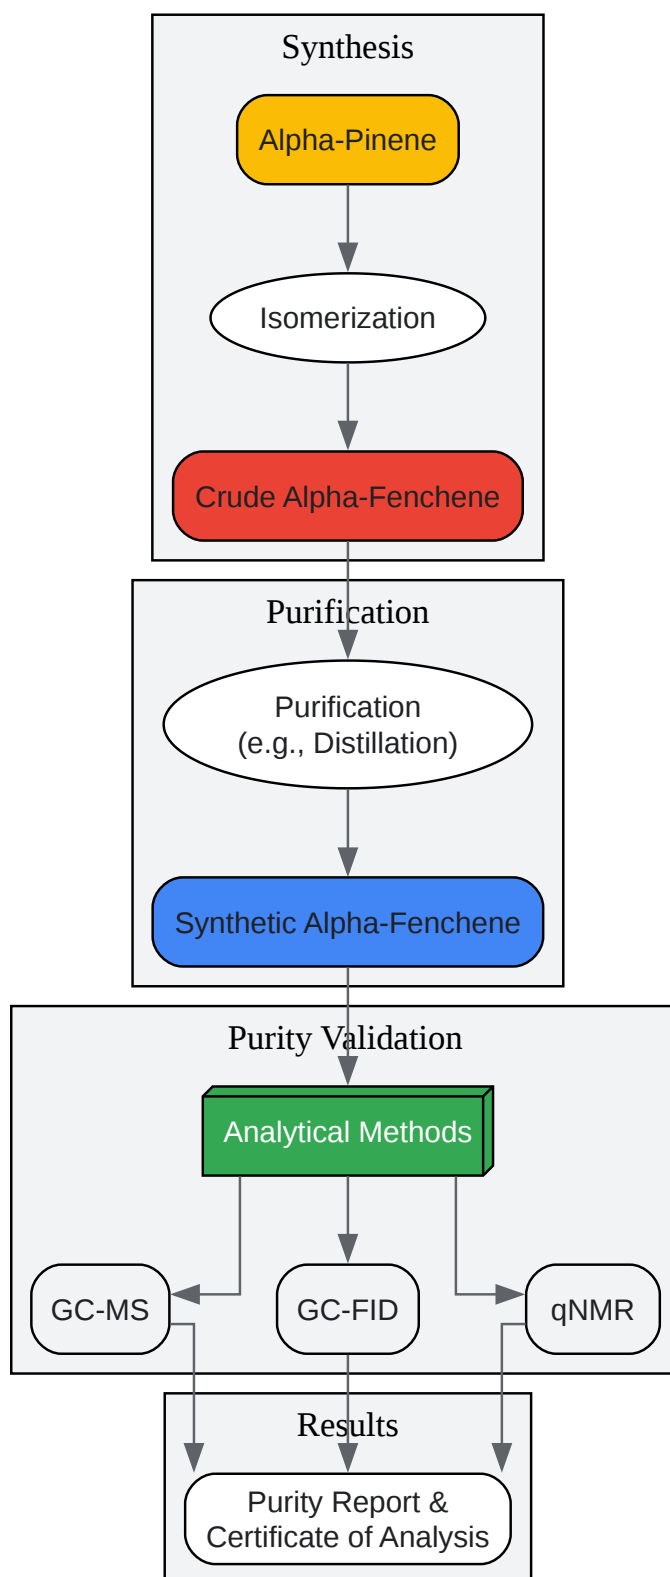 Synthesis
Alpha-Pinene
Isomerization
Crude Alpha-Fenchene
Purification
Purification
(e.g., Distillation)
Synthetic Alpha-Fenchene
Purity Validation
Analytical Methods
GC-MS
GC-FID
qNMR
Results
Purity Report &
Certificate of Analysis